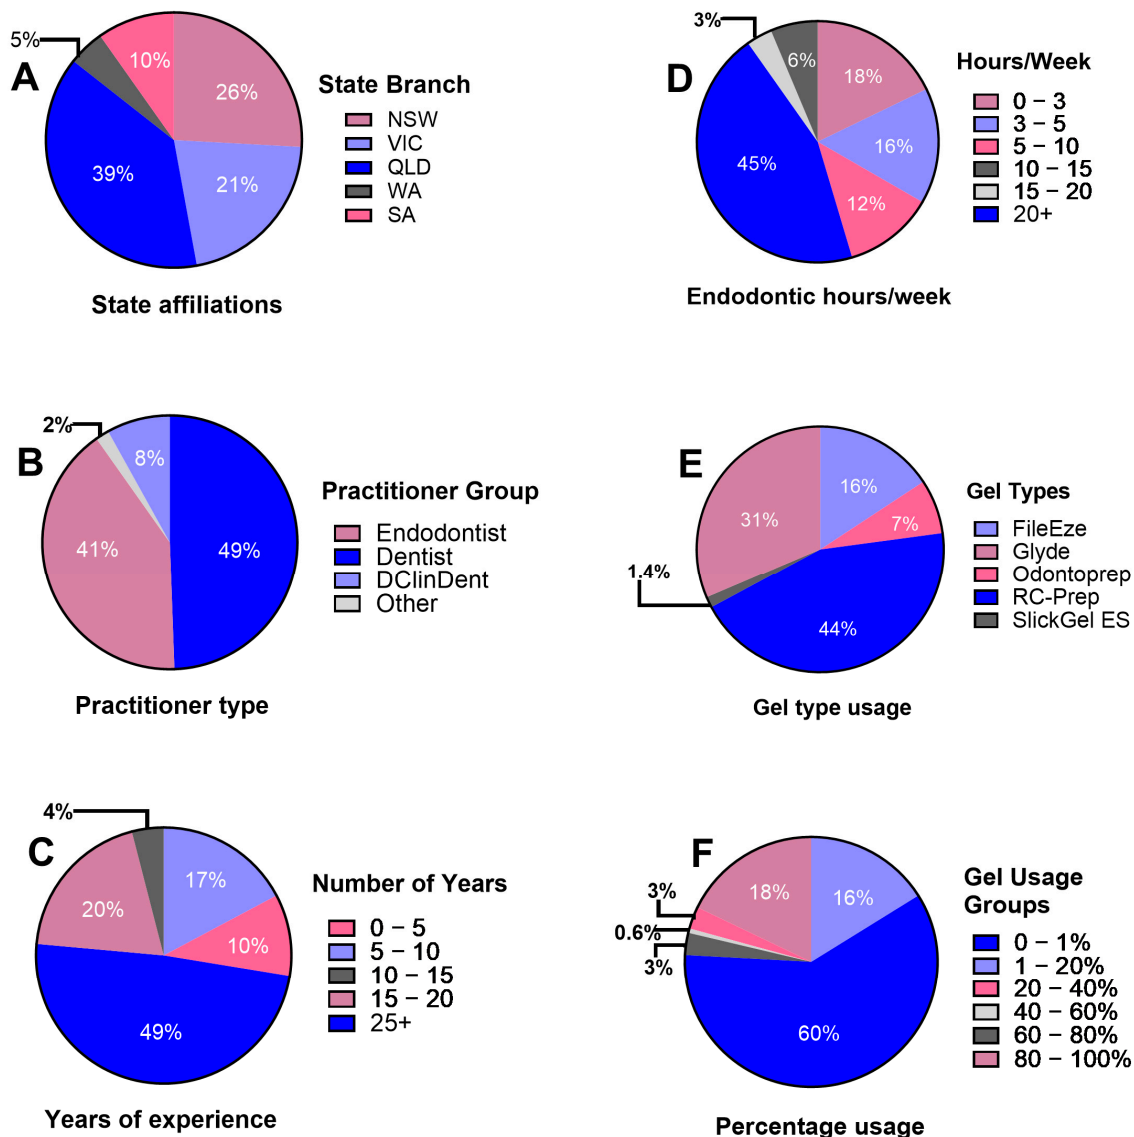 A
5%
10%
26%
39%
21%
State Branch
NSW
VIC
QLD
WA
SA
State affiliations
D
3%
6%
18%
45%
16%
12%
Hours/Week
0 – 3
3 – 5
5 – 10
10 – 15
15 – 20
20+
Endodontic hours/week
B
2%
8%
41%
49%
Practitioner Group
Endodontist
Dentist
DClinDent
Other
Practitioner type
E
16%
31%
7%
1.4%
44%
Gel Types
FileEze
Glyde
Odontoprep
RC-Prep
SlickGel ES
Gel type usage
C
4%
17%
20%
10%
49%
Number of Years
0 – 5
5 – 10
10 – 15
15 – 20
25+
Years of experience
F
3%
18%
16%
0.6%
3%
60%
Gel Usage
Groups
0 – 1%
1 – 20%
20 – 40%
40 – 60%
60 – 80%
80 – 100%
Percentage usage